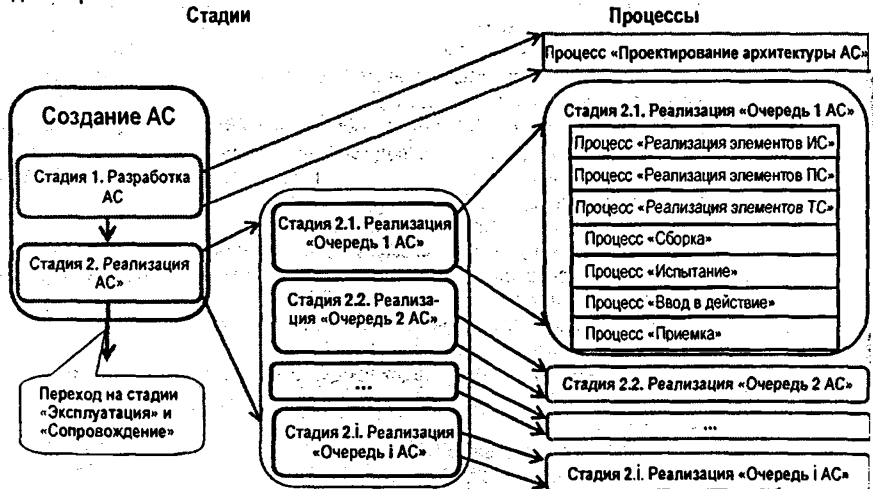 Стадии
Процессы
Процесс «Проектирование архитектуры АС»
Создание АС
Стадия 1. Разработка
АС
Стадия 2. Реализация
АС»
Переход на стадии
«Эксплуатация» и
«Сопровождение»
Стадия 2.1. Реализация
«Очередь 1 АС»
Стадия 2.2. Реализа-
ция «Очередь 2 АС»
...
Стадия 2.i. Реализация
«Очередь i АС»
Стадия 2.1. Реализация «Очередь 1 АС»
Процесс «Реализация элементов ИС»
Процесс «Реализация элементов ПС»
Процесс «Реализация элементов ТС»
Процесс «Сборка»
Процесс «Испытание»
Процесс «Ввод в действие»
Процесс «Приемка»
Стадия 2.2. Реализация «Очередь 2 АС»
...
Стадия 2.i. Реализация «Очередь i АС»